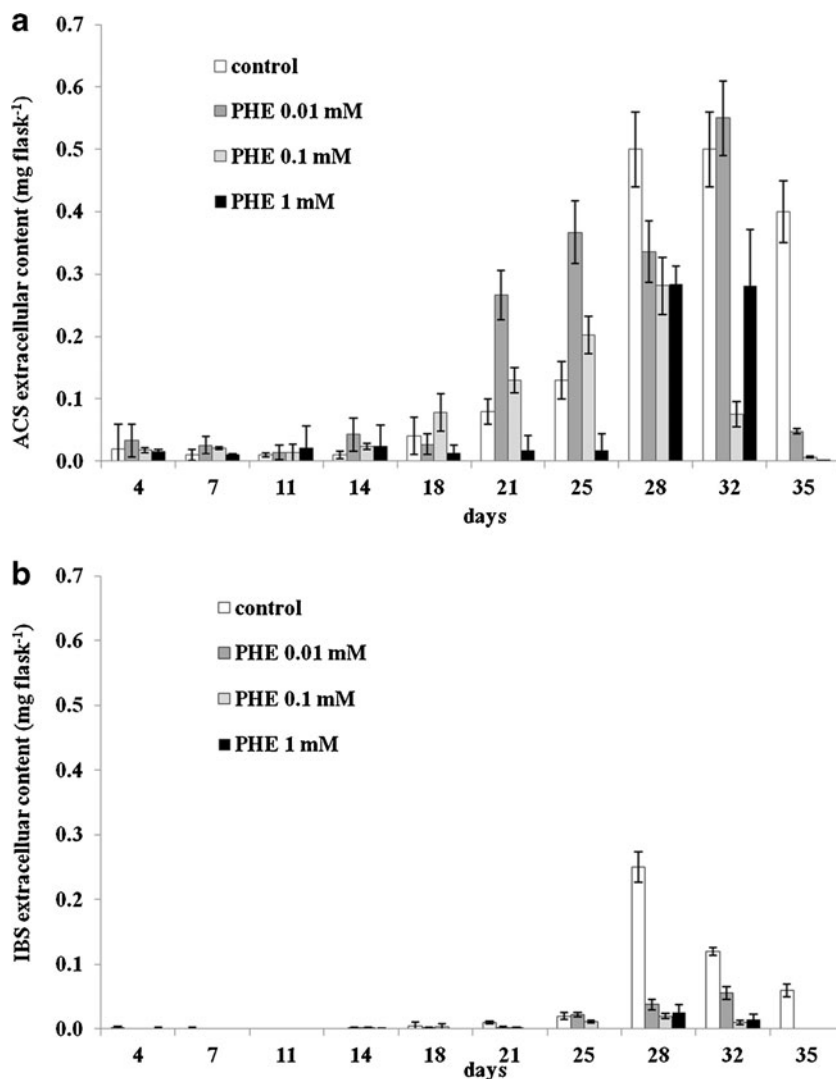 a
0.7
0.6
0.5
0.4
0.3
0.2
0.1
0.0
ACS extracellular content (mg flask⁻¹)
control
PHE 0.01 mM
PHE 0.1 mM
PHE 1 mM
4 7 11 14 18 21 25 28 32 35
days
b
0.7
0.6
0.5
0.4
0.3
0.2
0.1
0.0
IBS extracelluar content (mg flask⁻¹)
control
PHE 0.01 mM
PHE 0.1 mM
PHE 1 mM
4 7 11 14 18 21 25 28 32 35
days